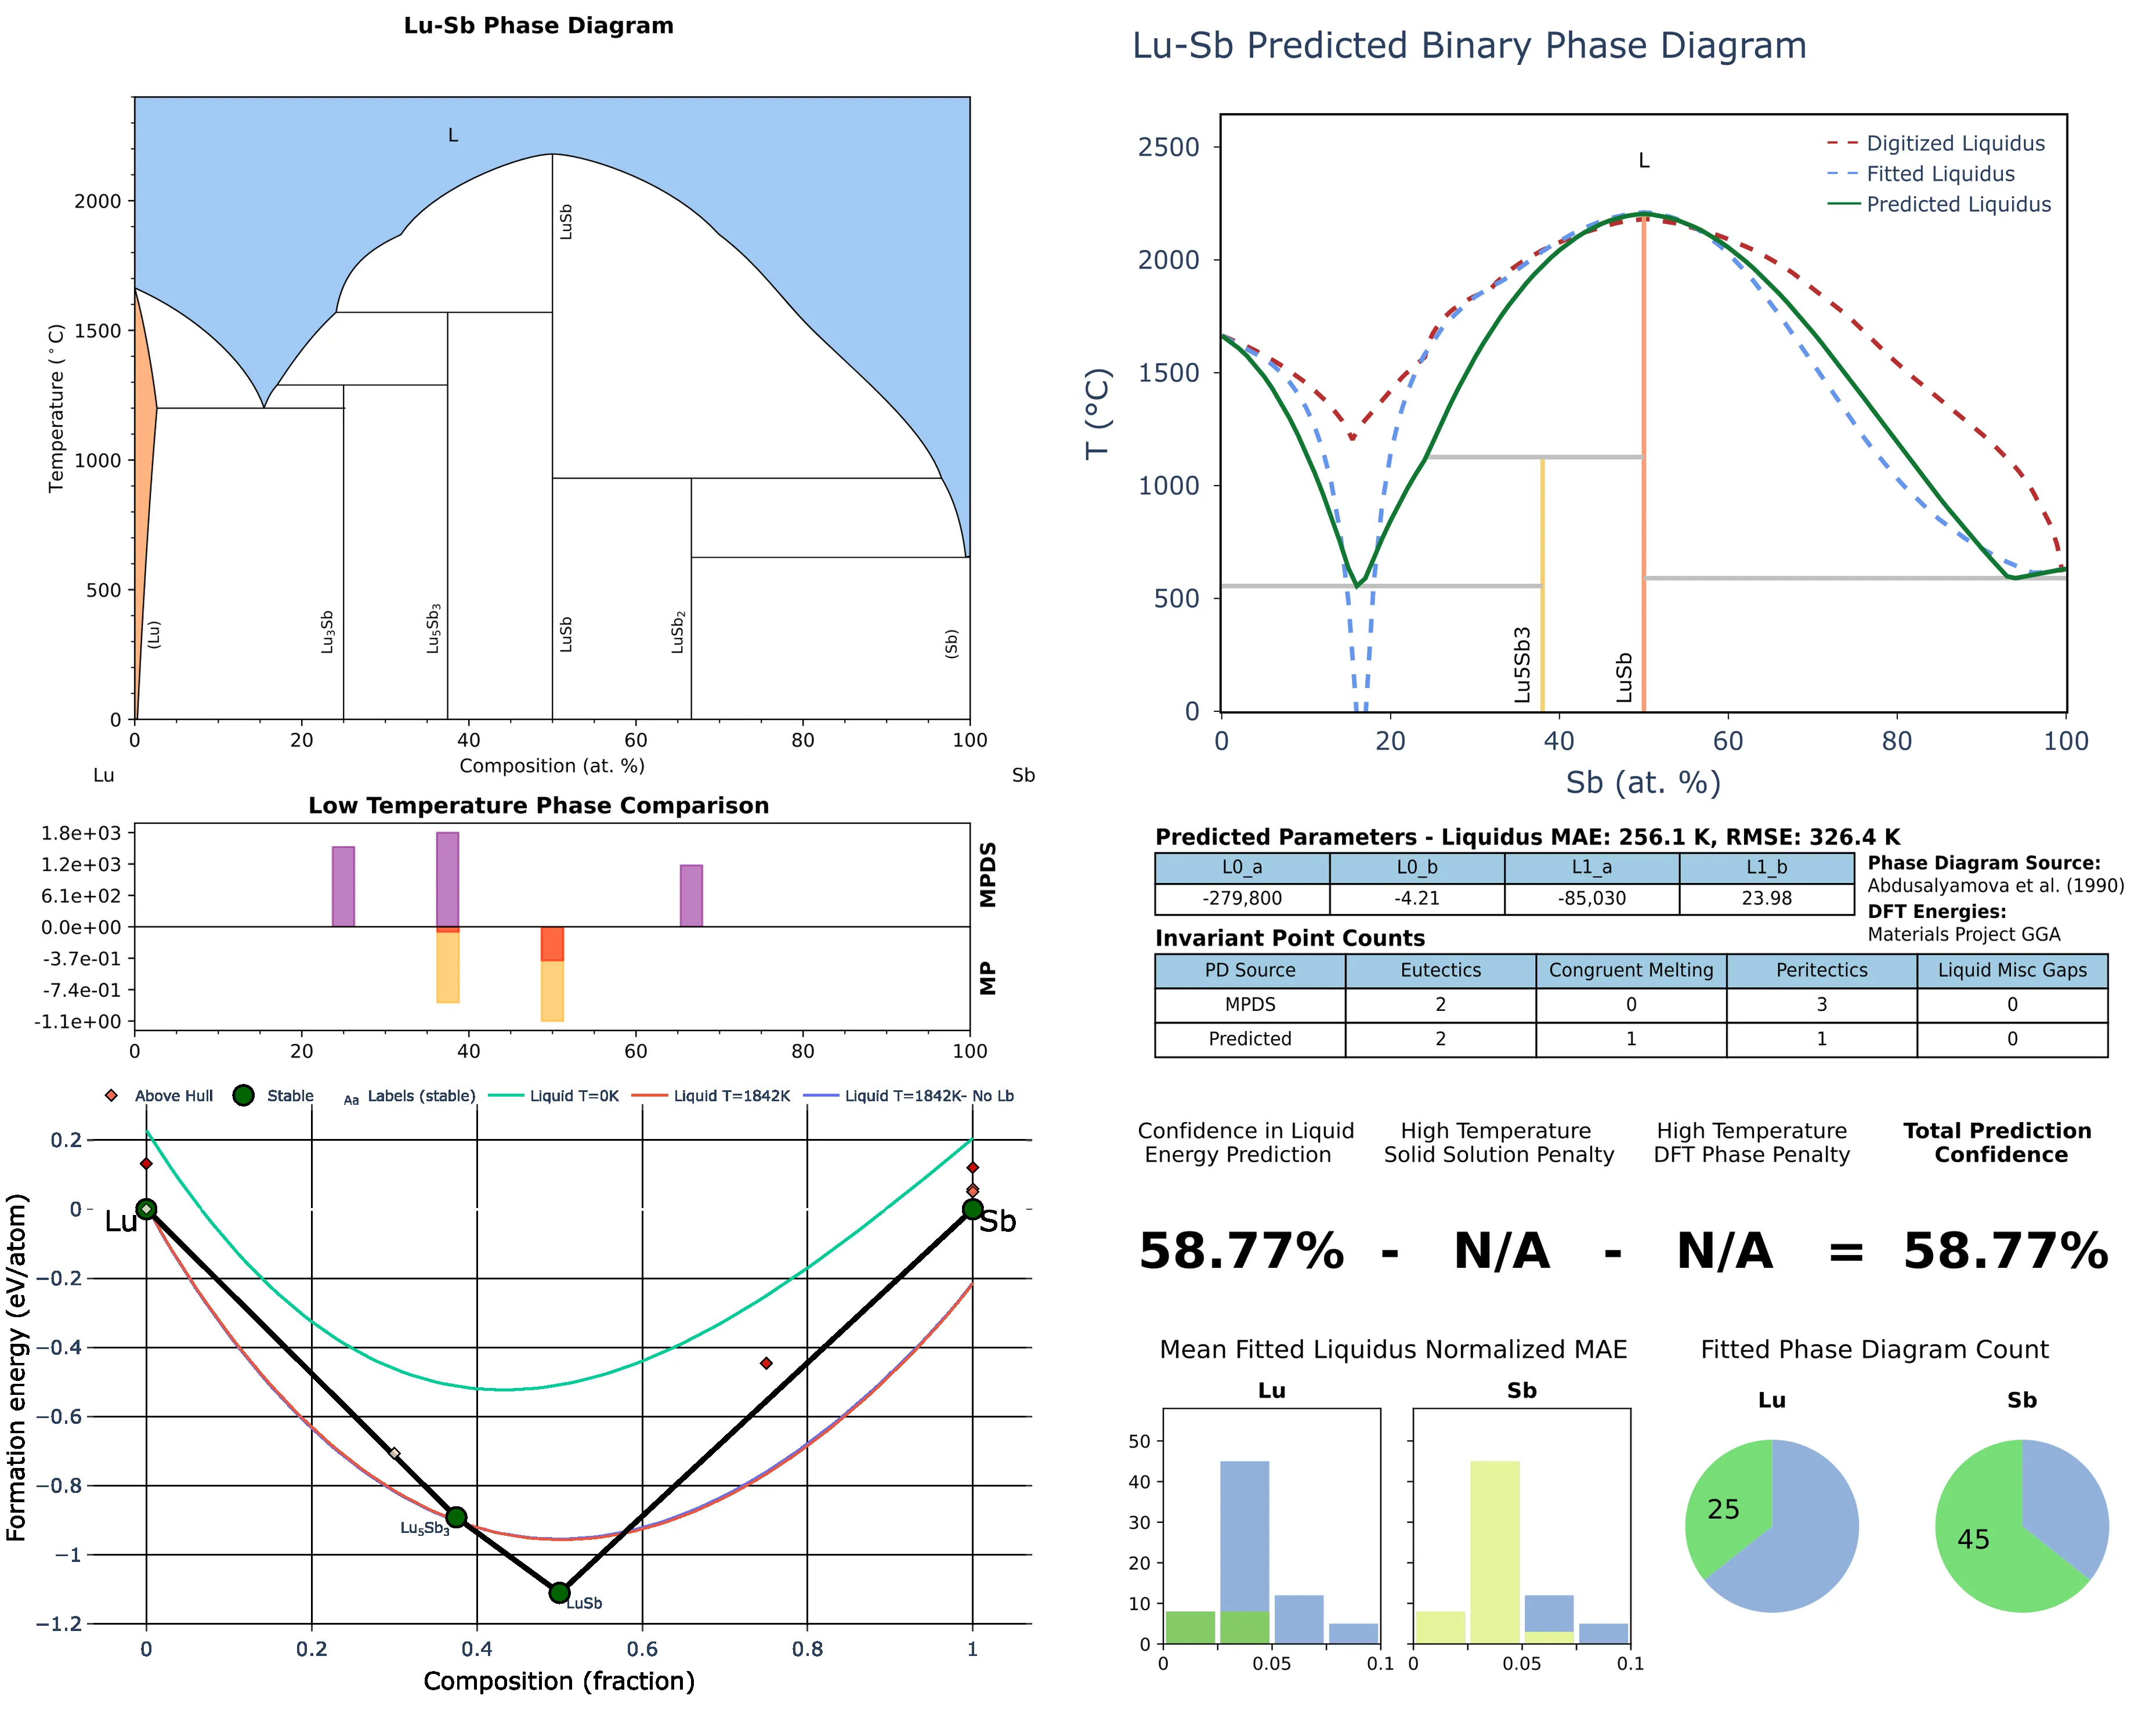 Lu-Sb Phase Diagram
L
2000
1500
1000
500
0
Temperature (°C)
(Lu)
Lu₃Sb
Lu₅Sb₃
LuSb
LuSb
LuSb₂
(Sb)
0 20 40 60 80 100
Composition (at. %)
Lu Sb
Low Temperature Phase Comparison
1.8e+03
1.2e+03
6.1e+02
0.0e+00
-3.7e-01
-7.4e-01
-1.1e+00
MPDS
MP
0 20 40 60 80 100
Above Hull Stable Aa Labels (stable) Liquid T=0K Liquid T=1842K Liquid T=1842K- No Lb
0.2
0
−0.2
−0.4
−0.6
−0.8
−1
−1.2
Formation energy (eV/atom)
Lu
Sb
Lu₅Sb₃
LuSb
0 0.2 0.4 0.6 0.8 1
Composition (fraction)
Lu-Sb Predicted Binary Phase Diagram
2500
2000
1500
1000
500
0
T (°C)
L
Digitized Liquidus
Fitted Liquidus
Predicted Liquidus
Lu5Sb3
LuSb
0 20 40 60 80 100
Sb (at. %)
Predicted Parameters - Liquidus MAE: 256.1 K, RMSE: 326.4 K
L0_a L0_b L1_a L1_b
-279,800 -4.21 -85,030 23.98
Phase Diagram Source:
Abdusalyamova et al. (1990)
DFT Energies:
Materials Project GGA
Invariant Point Counts
PD Source Eutectics Congruent Melting Peritectics Liquid Misc Gaps
MPDS 2 0 3 0
Predicted 2 1 1 0
Confidence in Liquid
Energy Prediction
High Temperature
Solid Solution Penalty
High Temperature
DFT Phase Penalty
Total Prediction
Confidence
58.77% - N/A - N/A = 58.77%
Mean Fitted Liquidus Normalized MAE
Lu
Sb
50
40
30
20
10
0
0 0.05 0.1
0 0.05 0.1
Fitted Phase Diagram Count
Lu
Sb
25
45